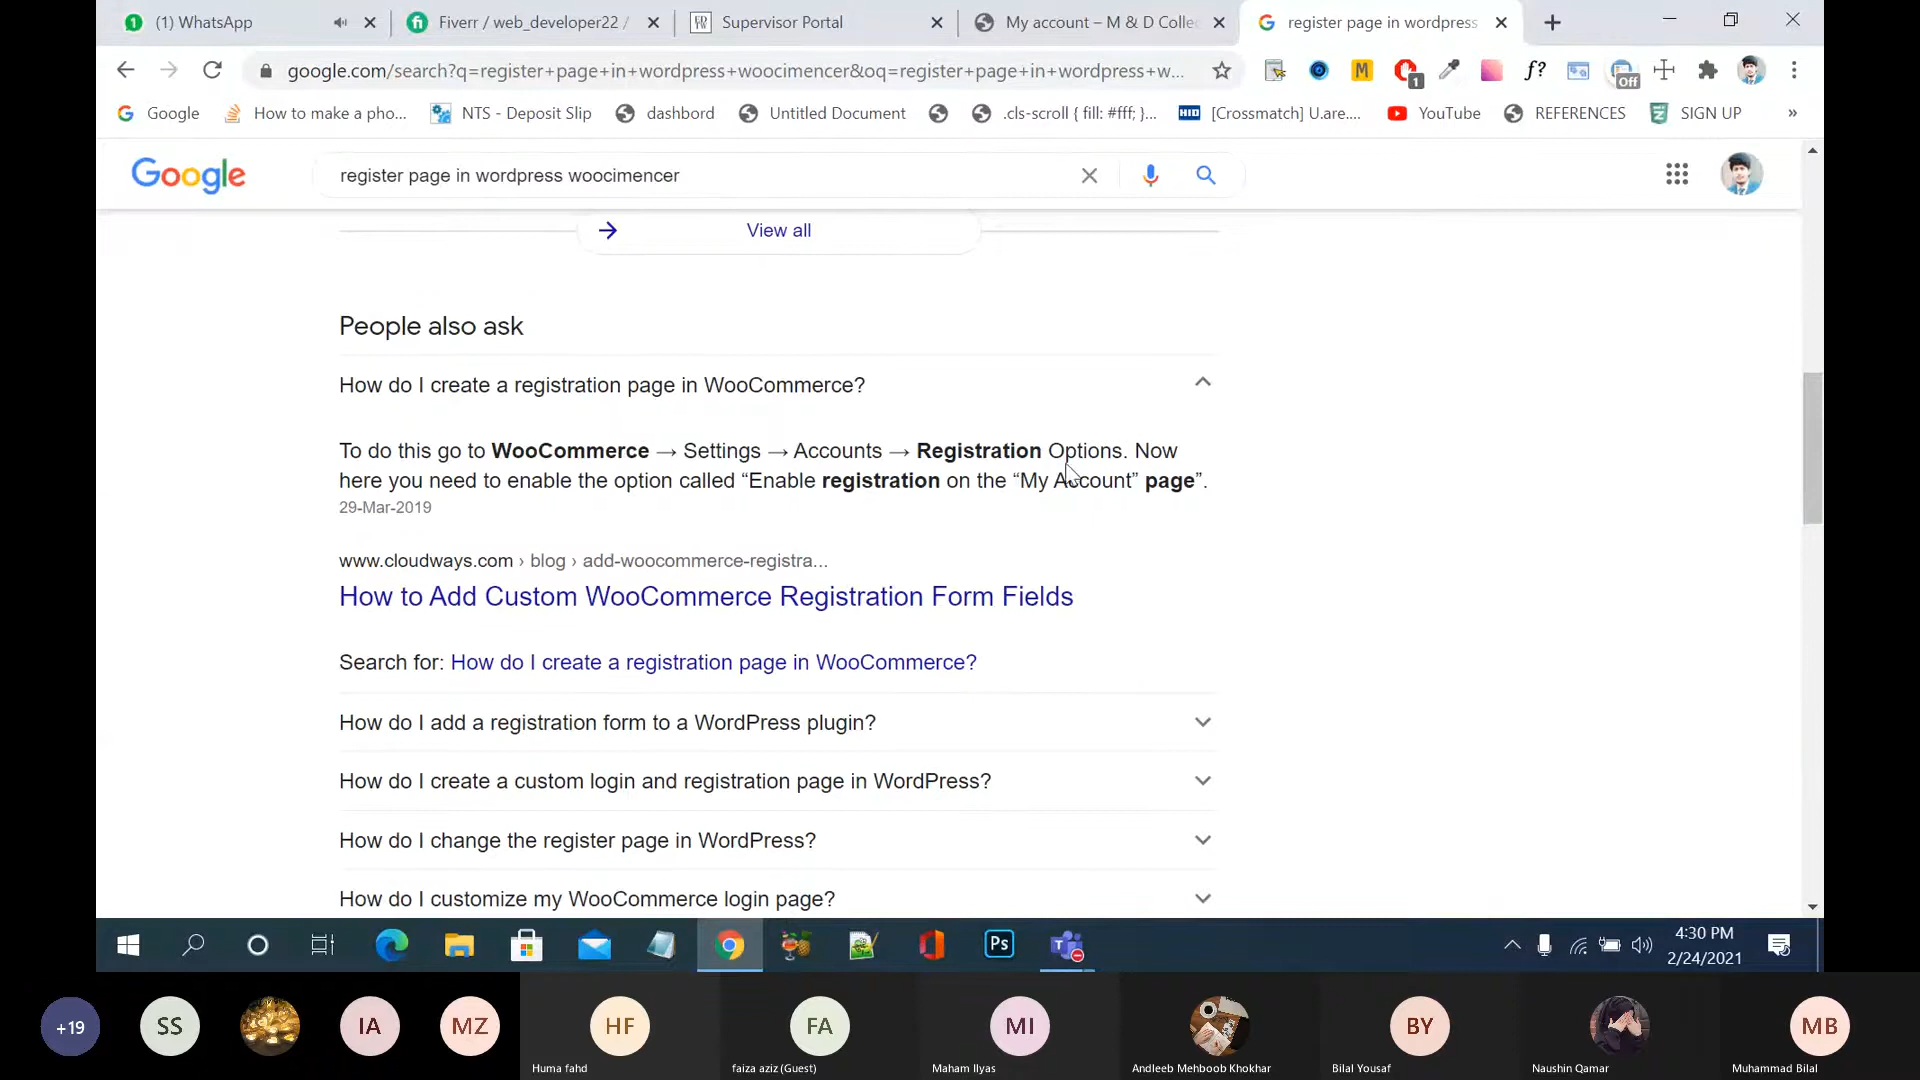 (1) WhatsApp
Fiverr / web_developer22 /
Supervisor Portal
My account – M & D Collec
register page in wordpress
google.com/search?q=register+page+in+wordpress+woocimencer&oq=register+page+in+wordpress+w...
M
1
f?
Off
Google
How to make a pho...
NTS - Deposit Slip
dashbord
Untitled Document
.cls-scroll { fill: #fff; }...
HID
[Crossmatch] U.are....
YouTube
REFERENCES
SIGN UP
»
Google
register page in wordpress woocimencer
View all
People also ask
How do I create a registration page in WooCommerce?
To do this go to WooCommerce → Settings → Accounts → Registration Options. Now
here you need to enable the option called “Enable registration on the “My Account” page”.
29-Mar-2019
www.cloudways.com › blog › add-woocommerce-registra...
How to Add Custom WooCommerce Registration Form Fields
Search for: How do I create a registration page in WooCommerce?
How do I add a registration form to a WordPress plugin?
How do I create a custom login and registration page in WordPress?
How do I change the register page in WordPress?
How do I customize my WooCommerce login page?
Ps
4:30 PM
2/24/2021
+19
SS
IA
MZ
HF
FA
MI
BY
MB
Huma fahd
faiza aziz (Guest)
Maham Ilyas
Andleeb Mehboob Khokhar
Bilal Yousaf
Naushin Qamar
Muhammad Bilal